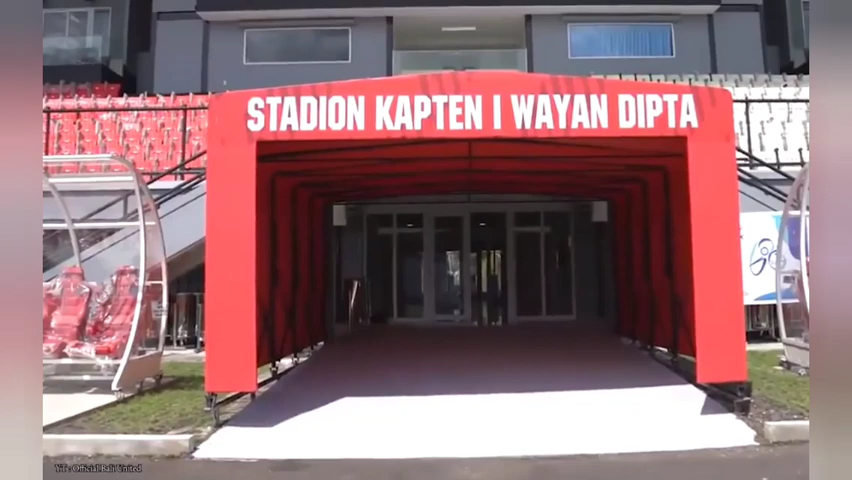 STADION KAPTEN I WAYAN DIPTA
YT : Official Bali United